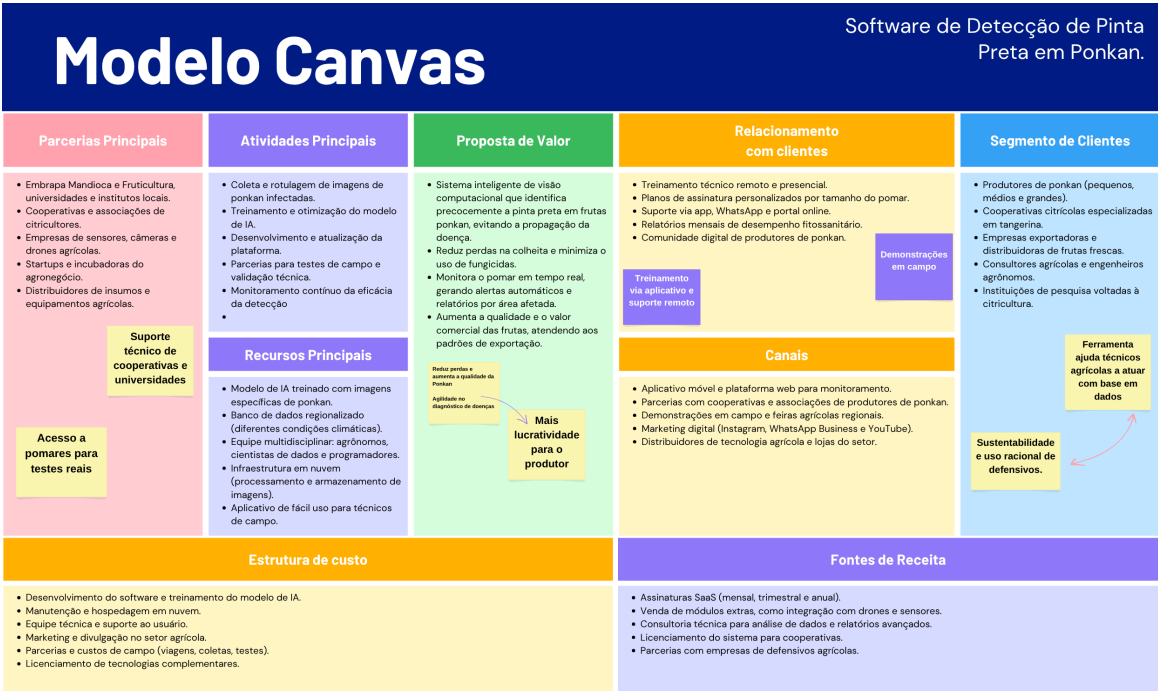 Modelo Canvas
Software de Detecção de Pinta
Preta em Ponkan.
Parcerias Principais
• Embrapa Mandioca e Fruticultura,
universidades e institutos locais.
• Cooperativas e associações de
citricultores.
• Empresas de sensores, câmeras e
drones agrícolas.
• Startups e incubadoras do
agronegócio.
• Distribuidores de insumos e
equipamentos agrícolas.
Suporte
técnico de
cooperativas e
universidades
Acesso a
pomares para
testes reais
Atividades Principais
• Coleta e rotulagem de imagens de
ponkan infectadas.
• Treinamento e otimização do modelo
de IA.
• Desenvolvimento e atualização da
plataforma.
• Parcerias para testes de campo e
validação técnica.
• Monitoramento contínuo da eficácia
da detecção
•
Recursos Principais
• Modelo de IA treinado com imagens
específicas de ponkan.
• Banco de dados regionalizado
(diferentes condições climáticas).
• Equipe multidisciplinar: agrônomos,
cientistas de dados e programadores.
• Infraestrutura em nuvem
(processamento e armazenamento de
imagens).
• Aplicativo de fácil uso para técnicos
de campo.
Proposta de Valor
• Sistema inteligente de visão
computacional que identifica
precocemente a pinta preta em frutas
ponkan, evitando a propagação da
doença.
• Reduz perdas na colheita e minimiza o
uso de fungicidas.
• Monitora o pomar em tempo real,
gerando alertas automáticos e
relatórios por área afetada.
• Aumenta a qualidade e o valor
comercial das frutas, atendendo aos
padrões de exportação.
Reduz perdas e
aumenta a qualidade da
Ponkan
Agilidade no
diagnóstico de doenças
Mais
lucratividade
para o
produtor
Relacionamento
com clientes
• Treinamento técnico remoto e presencial.
• Planos de assinatura personalizados por tamanho do pomar.
• Suporte via app, WhatsApp e portal online.
• Relatórios mensais de desempenho fitossanitário.
• Comunidade digital de produtores de ponkan.
Demonstrações
em campo
Treinamento
via aplicativo e
suporte remoto
Canais
• Aplicativo móvel e plataforma web para monitoramento.
• Parcerias com cooperativas e associações de produtores de ponkan.
• Demonstrações em campo e feiras agrícolas regionais.
• Marketing digital (Instagram, WhatsApp Business e YouTube).
• Distribuidores de tecnologia agrícola e lojas do setor.
Segmento de Clientes
• Produtores de ponkan (pequenos,
médios e grandes).
• Cooperativas citrícolas especializadas
em tangerina.
• Empresas exportadoras e
distribuidoras de frutas frescas.
• Consultores agrícolas e engenheiros
agrônomos.
• Instituições de pesquisa voltadas à
citricultura.
Ferramenta
ajuda técnicos
agrícolas a atuar
com base em
dados
Sustentabilidade
e uso racional de
defensivos.
Estrutura de custo
• Desenvolvimento do software e treinamento do modelo de IA.
• Manutenção e hospedagem em nuvem.
• Equipe técnica e suporte ao usuário.
• Marketing e divulgação no setor agrícola.
• Parcerias e custos de campo (viagens, coletas, testes).
• Licenciamento de tecnologias complementares.
Fontes de Receita
• Assinaturas SaaS (mensal, trimestral e anual).
• Venda de módulos extras, como integração com drones e sensores.
• Consultoria técnica para análise de dados e relatórios avançados.
• Licenciamento do sistema para cooperativas.
• Parcerias com empresas de defensivos agrícolas.